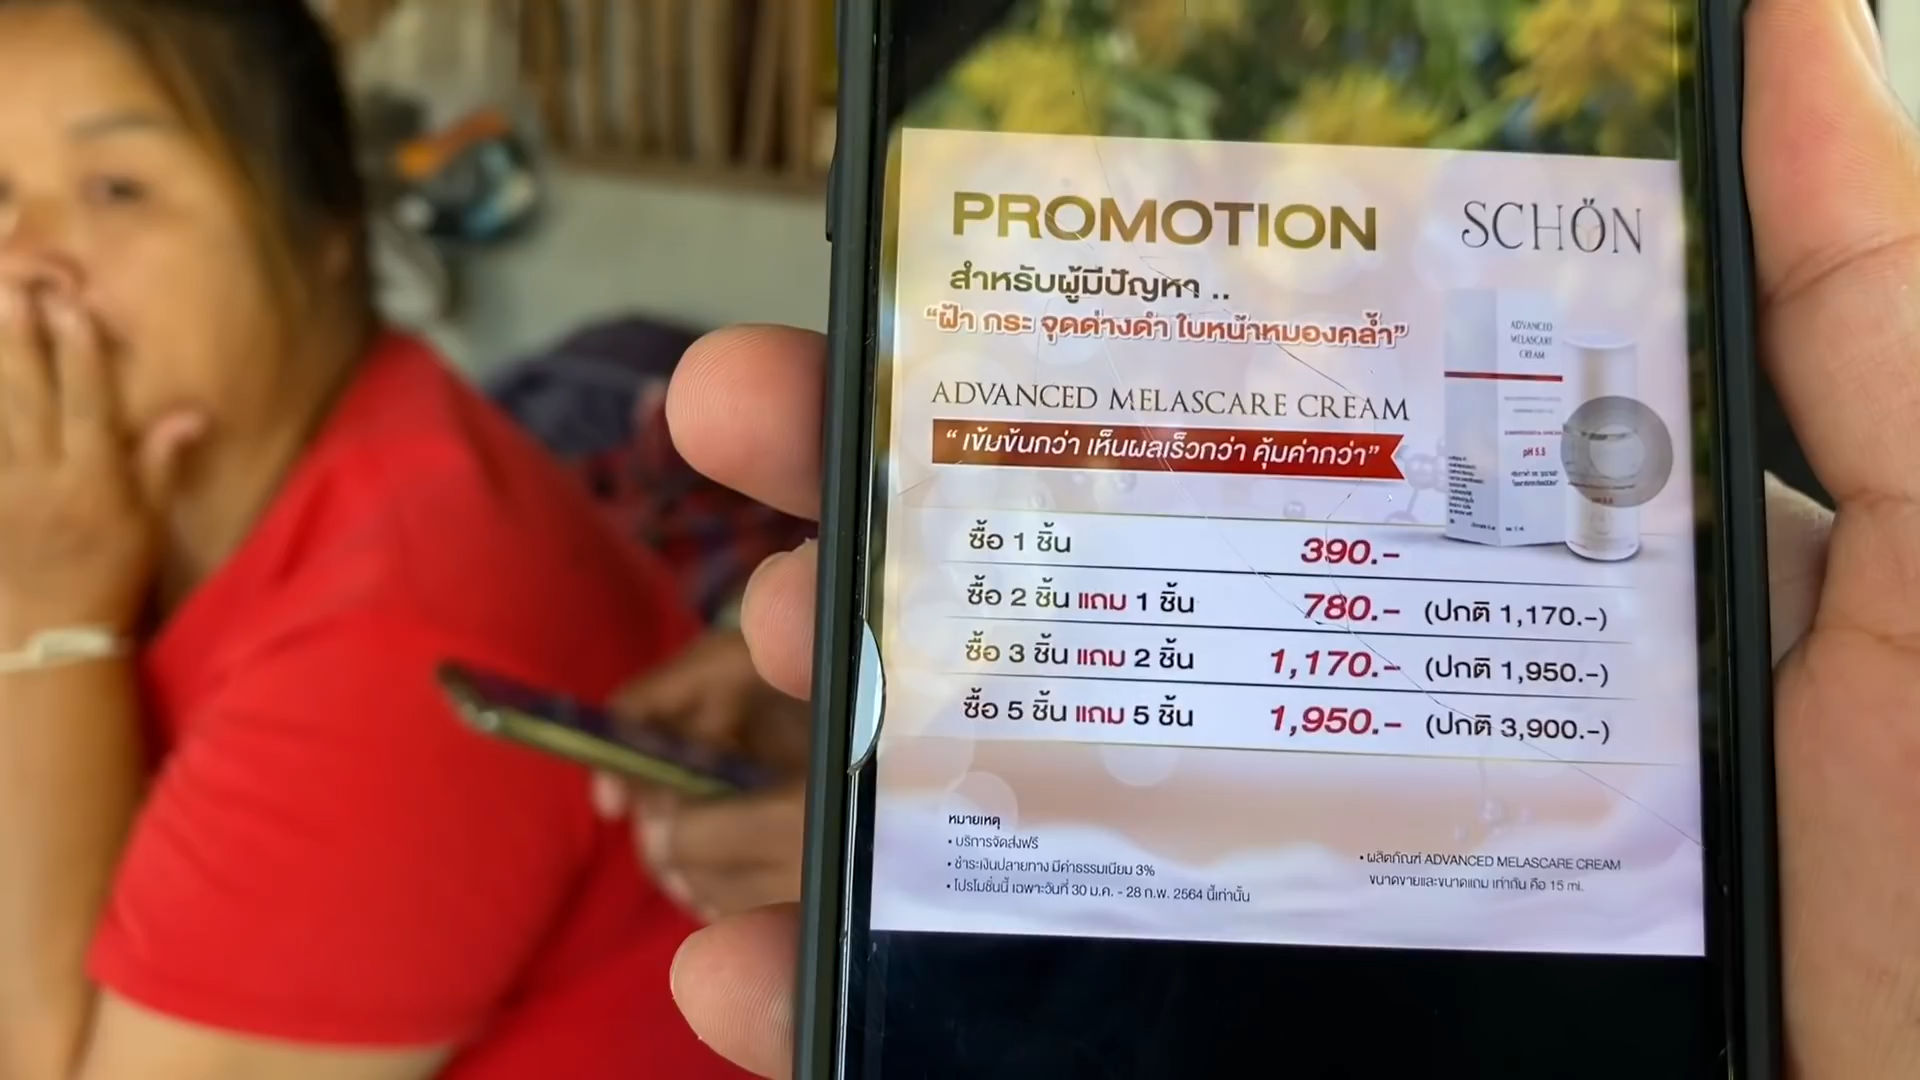 PROMOTION
SCHÖN
สำหรับผู้มีปัญหา ..
“ฝ้า กระ จุดด่างดำ ใบหน้าหมองคล้ำ”
ADVANCED MELASCARE CREAM
“ เข้มข้นกว่า เห็นผลเร็วกว่า คุ้มค่ากว่า”
ADVANCED
MELASCARE
CREAM
pH 5.5
ซื้อ 1 ชิ้น 390.-
ซื้อ 2 ชิ้น แถม 1 ชิ้น 780.- (ปกติ 1,170.-)
ซื้อ 3 ชิ้น แถม 2 ชิ้น 1,170.- (ปกติ 1,950.-)
ซื้อ 5 ชิ้น แถม 5 ชิ้น 1,950.- (ปกติ 3,900.-)
หมายเหตุ
• บริการจัดส่งฟรี
• ชำระเงินปลายทาง มีค่าธรรมเนียม 3%
• โปรโมชั่นนี้ เฉพาะวันที่ 30 ม.ค. - 28 ก.พ. 2564 นี้เท่านั้น
• ผลิตภัณฑ์ ADVANCED MELASCARE CREAM
ขนาดขายและขนาดแถม เท่ากัน คือ 15 ml.